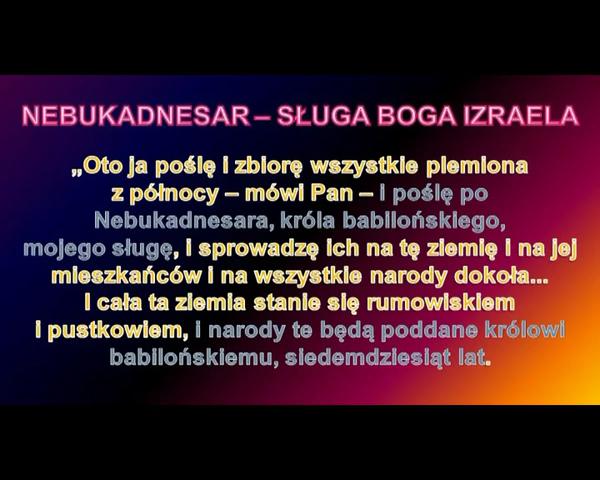 NEBUKADNESAR – SŁUGA BOGA IZRAELA
„Oto ja poślę i zbiorę wszystkie plemiona
z północy – mówi Pan – i poślę po
Nebukadnesara, króla babilońskiego,
mojego sługę, i sprowadzę ich na tę ziemię i na jej
mieszkańców i na wszystkie narody dokoła...
I cała ta ziemia stanie się rumowiskiem
i pustkowiem, i narody te będą poddane królowi
babilońskiemu, siedemdziesiąt lat.